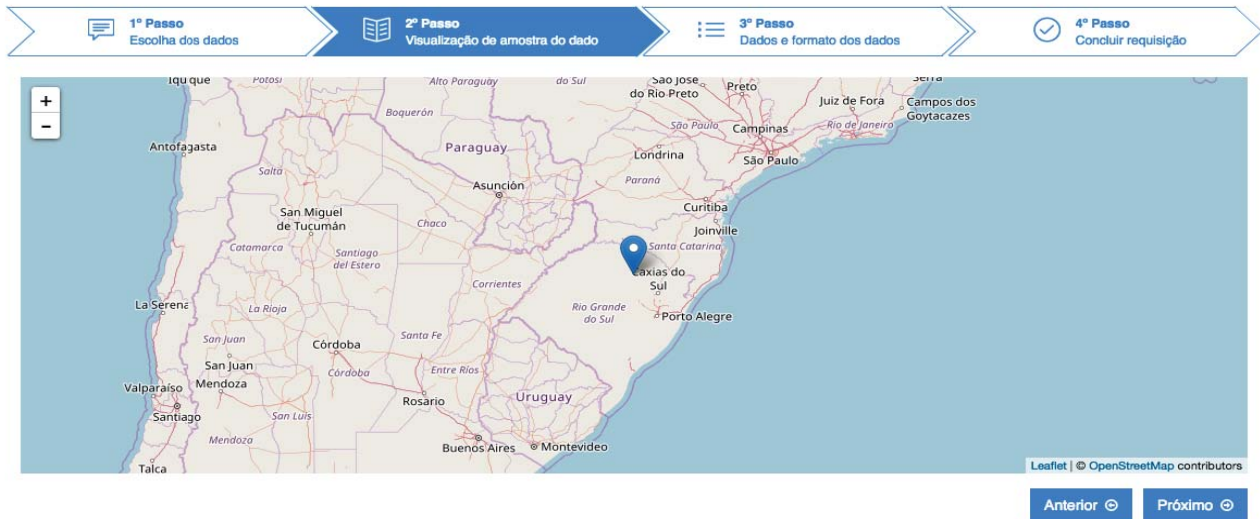 1º Passo
Escolha dos dados
2º Passo
Visualização de amostra do dado
3º Passo
Dados e formato dos dados
4º Passo
Concluir requisição
+
-
Iquique
Potosí
Alto Paraguay
do Sul
São José
do Rio Preto
Preto
Serra
Boquerón
Juiz de Fora
Campos dos
Goytacazes
São Paulo
Campinas
Rio de Janeiro
Antofagasta
Paraguay
Londrina
São Paulo
Salta
Asunción
Paraná
San Miguel
de Tucumán
Chaco
Curitiba
Joinville
Catamarca
Santiago
del Estero
Santa Catarina
Caxias do
Sul
Corrientes
La Serena
La Rioja
Rio Grande
do Sul
Porto Alegre
San Juan
Córdoba
Santa Fe
San Juan
Córdoba
Entre Ríos
Valparaíso
Mendoza
Rosario
Uruguay
Santiago
San Luis
Mendoza
Buenos Aires
Montevideo
Talca
Leaflet | © OpenStreetMap contributors
Anterior
Próximo